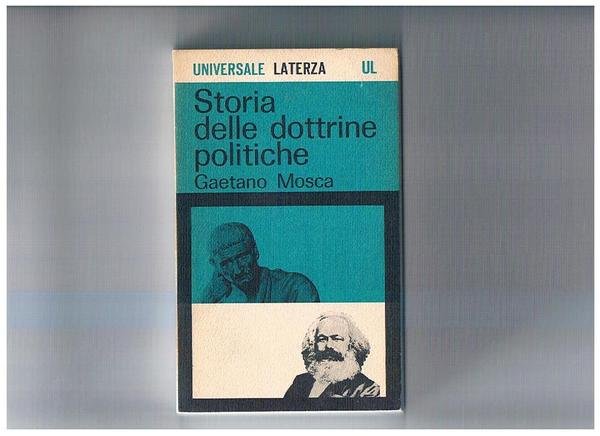 UNIVERSALE LATERZA UL
Storia
delle dottrine
politiche
Gaetano Mosca